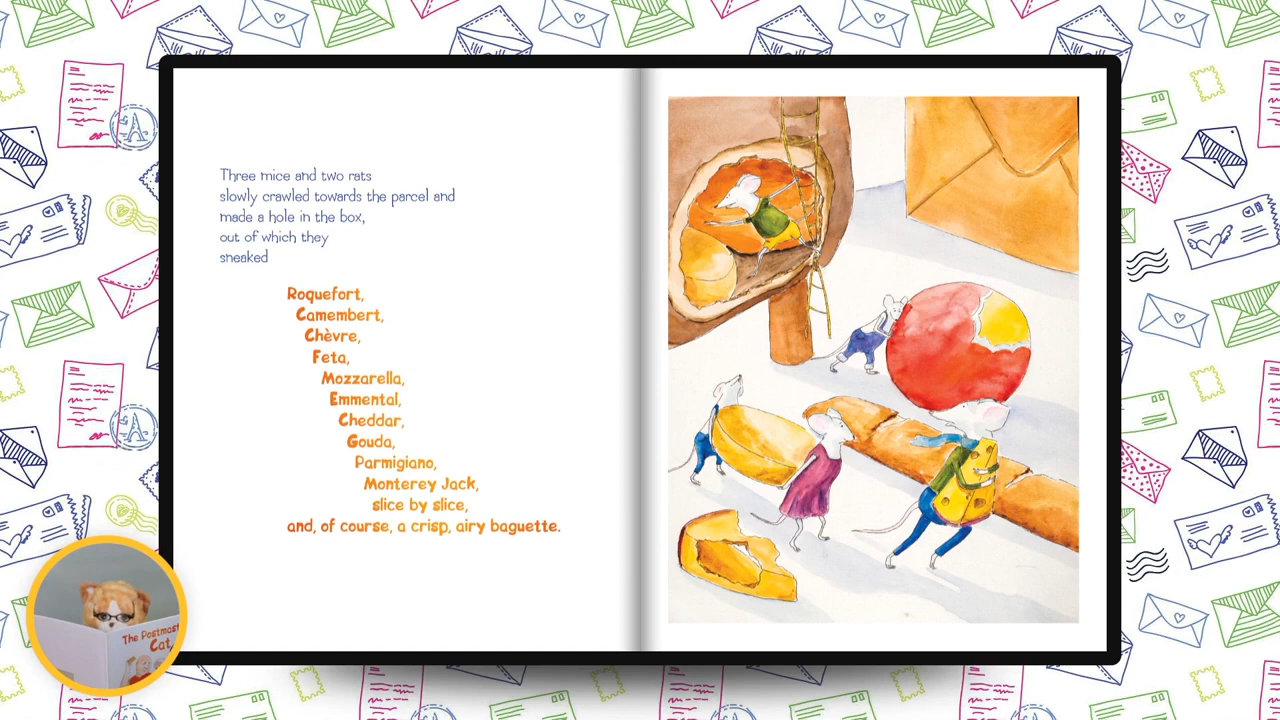 Three mice and two rats
slowly crawled towards the parcel and
made a hole in the box,
out of which they
sneaked
Roquefort,
Camembert,
Chèvre,
Feta,
Mozzarella,
Emmental,
Cheddar,
Gouda,
Parmigiano,
Monterey Jack,
slice by slice,
and, of course, a crisp, airy baguette.
The Postmast
Cat
A
A